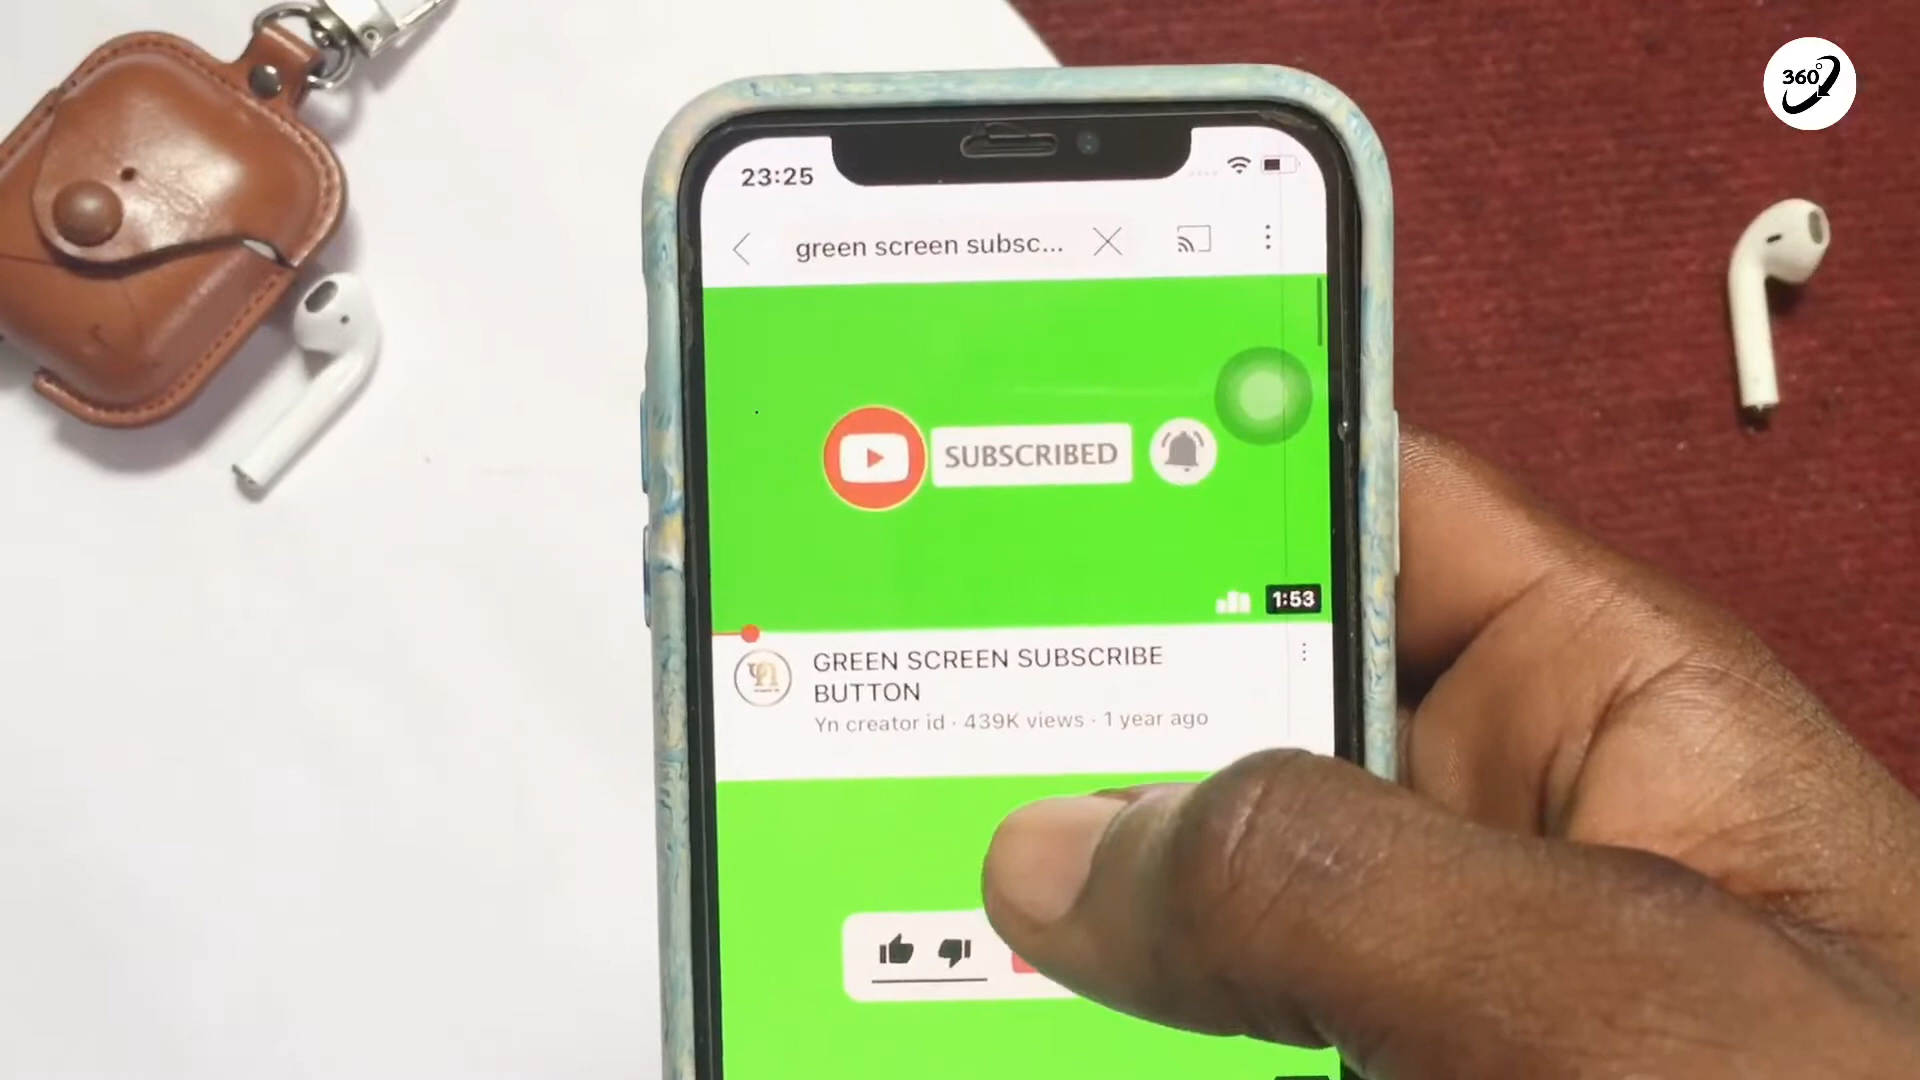 360°
23:25
green screen subsc...
SUBSCRIBED
1:53
GREEN SCREEN SUBSCRIBE
BUTTON
Yn creator id · 439K views · 1 year ago